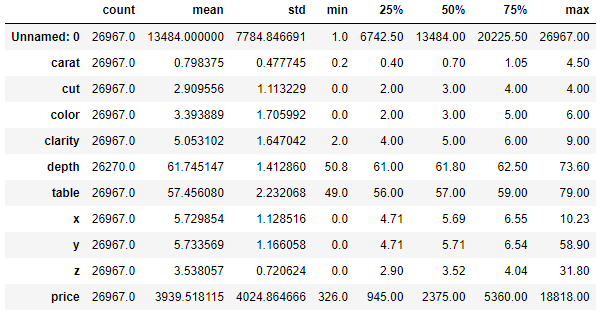 count mean std min 25% 50% 75% max
Unnamed: 0 26967.0 13484.000000 7784.846691 1.0 6742.50 13484.00 20225.50 26967.00
carat 26967.0 0.798375 0.477745 0.2 0.40 0.70 1.05 4.50
cut 26967.0 2.909556 1.113229 0.0 2.00 3.00 4.00 4.00
color 26967.0 3.393889 1.705992 0.0 2.00 3.00 5.00 6.00
clarity 26967.0 5.053102 1.647042 2.0 4.00 5.00 6.00 9.00
depth 26270.0 61.745147 1.412860 50.8 61.00 61.80 62.50 73.60
table 26967.0 57.456080 2.232068 49.0 56.00 57.00 59.00 79.00
x 26967.0 5.729854 1.128516 0.0 4.71 5.69 6.55 10.23
y 26967.0 5.733569 1.166058 0.0 4.71 5.71 6.54 58.90
z 26967.0 3.538057 0.720624 0.0 2.90 3.52 4.04 31.80
price 26967.0 3939.518115 4024.864666 326.0 945.00 2375.00 5360.00 18818.00